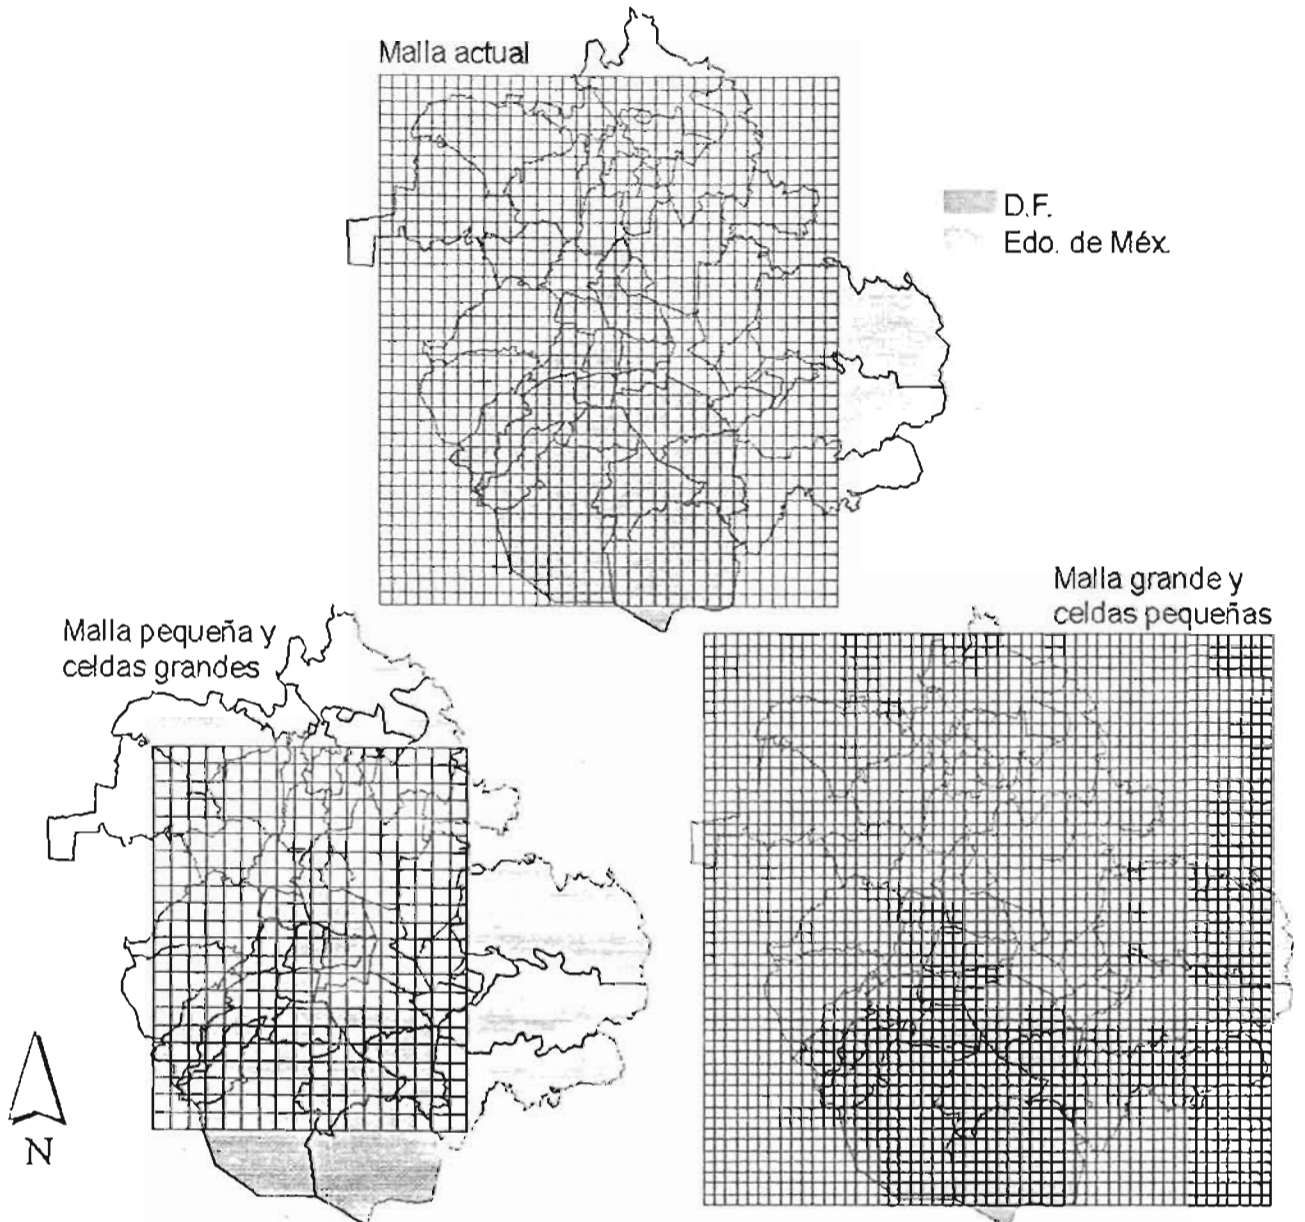 Malla actual
D.F.
Edo. de Méx.
Malla grande y
celdas pequeñas
Malla pequeña y
celdas grandes
N